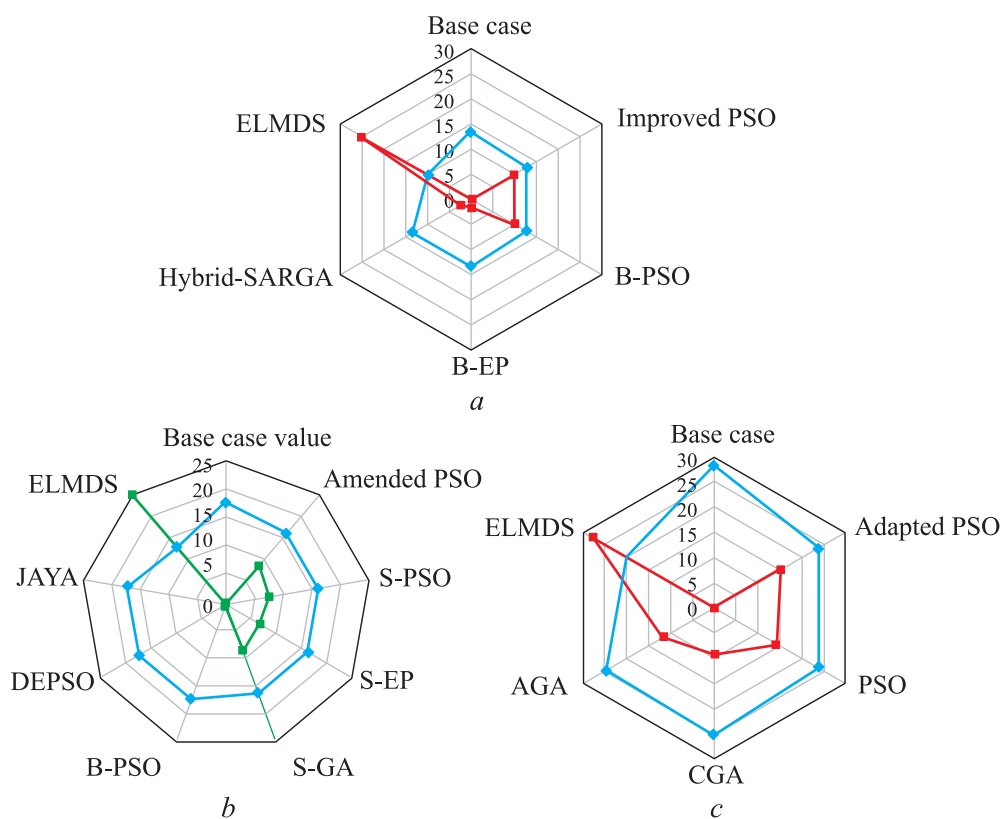 Base case
30
25
20
15
10
5
0
ELMDS
Improved PSO
Hybrid-SARGA
B-PSO
B-EP
a
Base case value
25
20
15
10
5
0
ELMDS
Amended PSO
JAYA
S-PSO
DEPSO
S-EP
B-PSO
S-GA
b
Base case
30
25
20
15
10
5
0
ELMDS
Adapted PSO
AGA
PSO
CGA
c